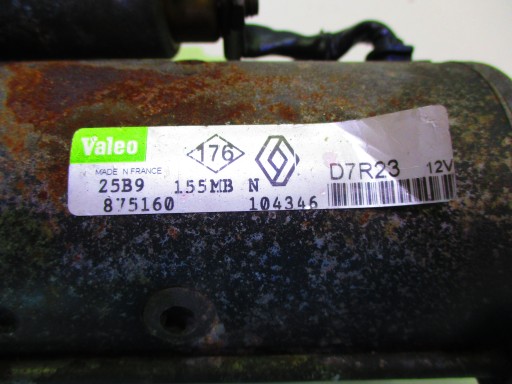 Valeo
176
D7R23
12V
MADE IN FRANCE
25B9 155MB N
875160 104346